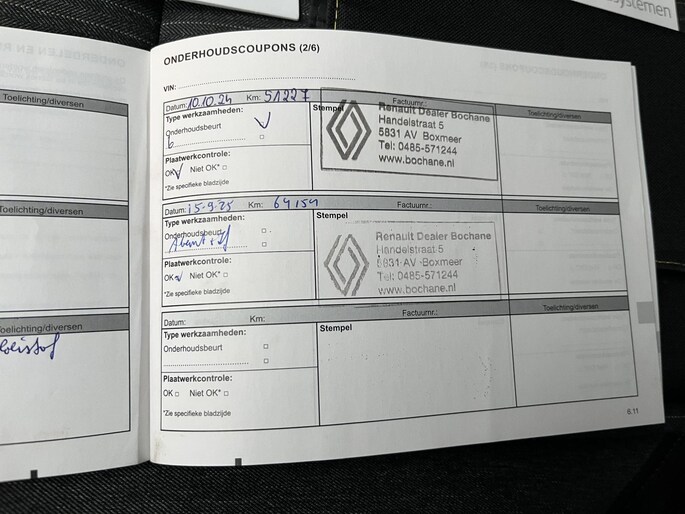 systemen
ONDERHOUDSCOUPONS (2/6)
VIN:
Toelichting/diversen
Datum: 10.10.24 Km: 51227 Factuurnr.: Toelichting/diversen
Type werkzaamheden:
Onderhoudsbeurt
Stempel
Renault Dealer Bochane
Handelstraat 5
5831 AV Boxmeer
Tel: 0485-571244
www.bochane.nl
Plaatwerkcontrole:
OK Niet OK*
*Zie specifieke bladzijde
Toelichting/diversen
Datum: 15-9-25 Km: 64154 Factuurnr.: Toelichting/diversen
Type werkzaamheden:
Onderhoudsbeurt
Stempel
Renault Dealer Bochane
Handelstraat 5
5831 AV Boxmeer
Tel: 0485-571244
www.bochane.nl
Plaatwerkcontrole:
OK Niet OK*
*Zie specifieke bladzijde
Toelichting/diversen
Datum: Km: Factuurnr.: Toelichting/diversen
Type werkzaamheden:
Onderhoudsbeurt
Stempel
Plaatwerkcontrole:
OK Niet OK*
*Zie specifieke bladzijde
6.11